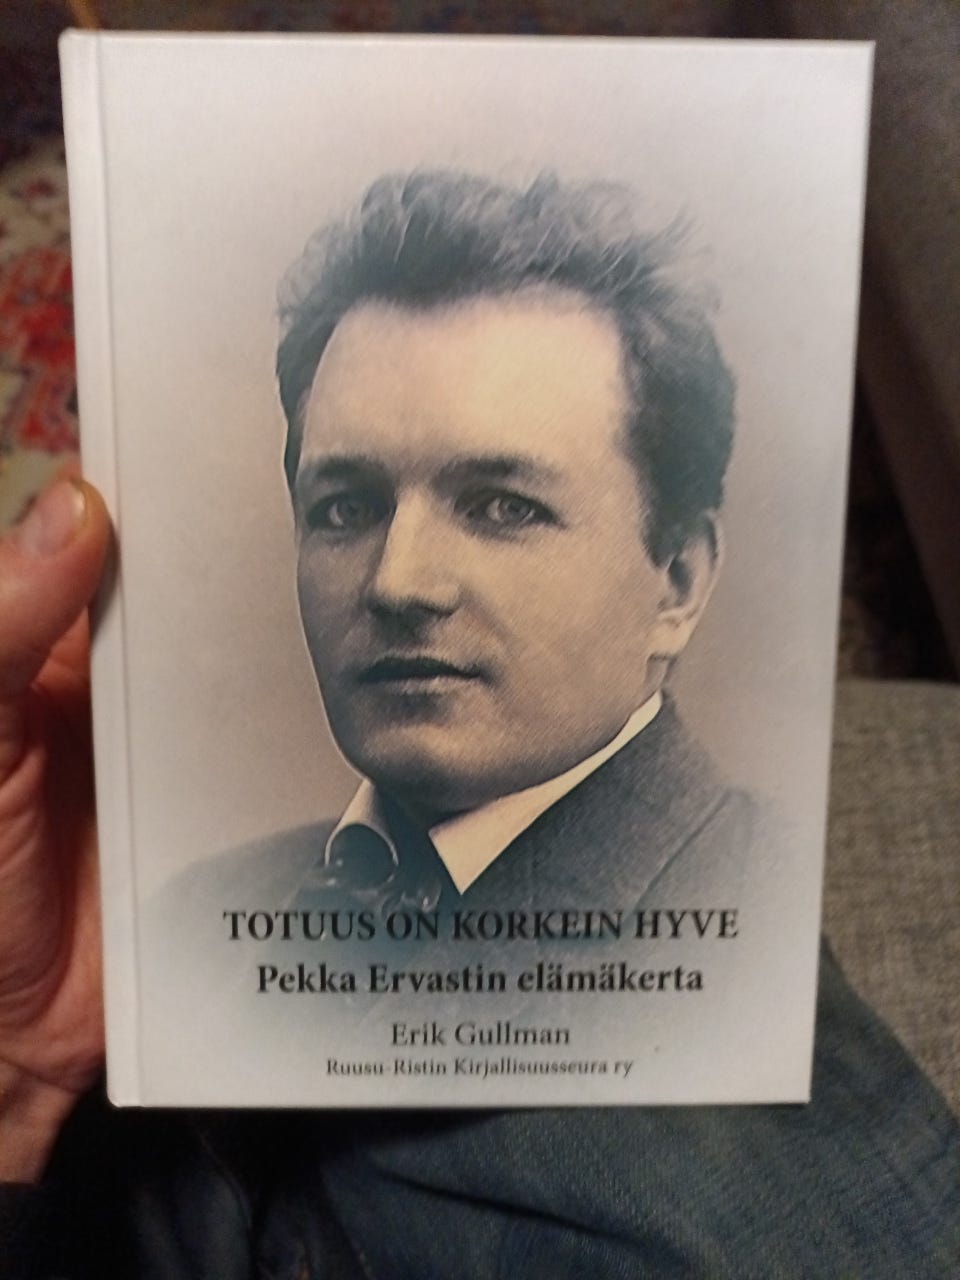 TOTUUS ON KORKEIN HYVE
Pekka Ervastin elämäkerta
Erik Gullman
Ruusu-Ristin Kirjallisuusseura ry